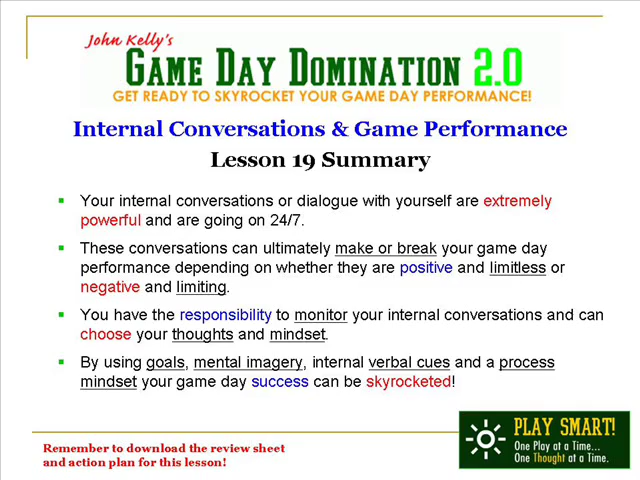 John Kelly's
GAME DAY DOMINATION 2.0
GET READY TO SKYROCKET YOUR GAME DAY PERFORMANCE!
Internal Conversations & Game Performance
Lesson 19 Summary
Your internal conversations or dialogue with yourself are extremely
powerful and are going on 24/7.
These conversations can ultimately make or break your game day
performance depending on whether they are positive and limitless or
negative and limiting.
You have the responsibility to monitor your internal conversations and can
choose your thoughts and mindset.
By using goals, mental imagery, internal verbal cues and a process
mindset your game day success can be skyrocketed!
Remember to download the review sheet
and action plan for this lesson!
PLAY SMART!
One Play at a Time...
One Thought at a Time.